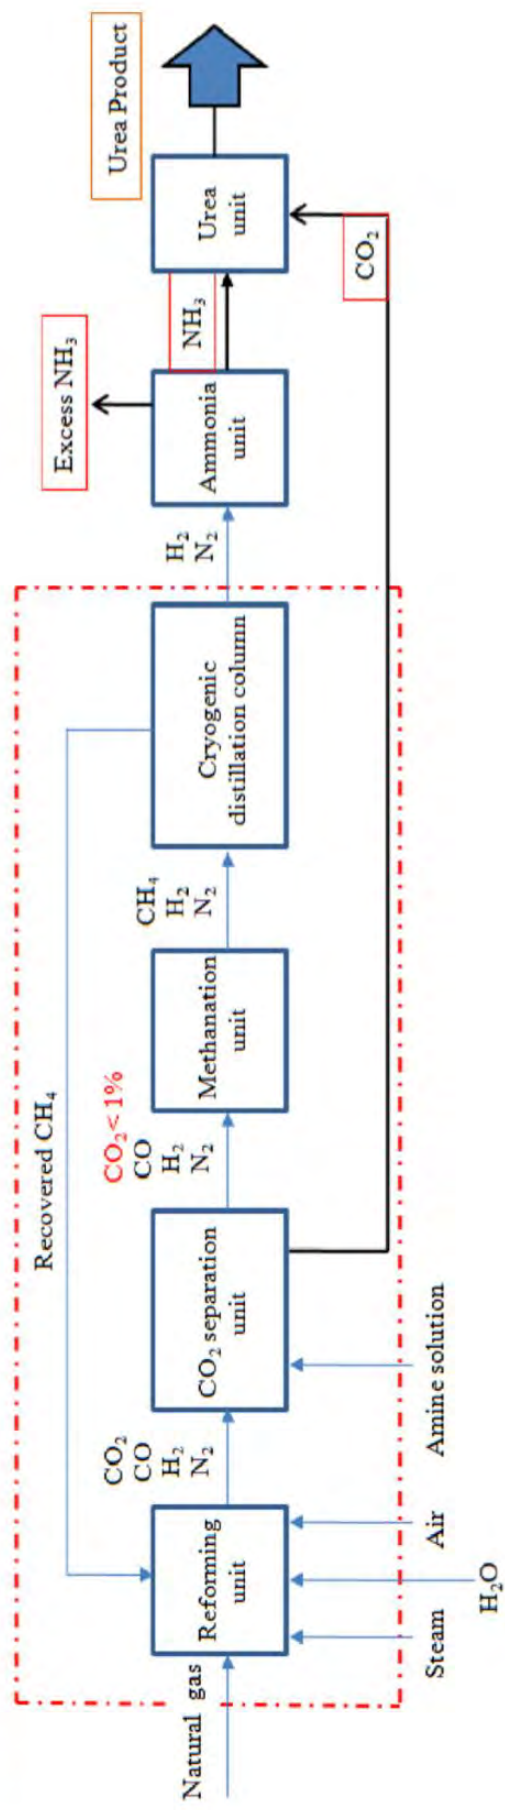 Recovered CH₄
Natural gas
Reforming
unit
Steam
H₂O
Air
CO₂
CO
H₂
N₂
CO₂ separation
unit
Amine solution
CO₂< 1%
CO
H₂
N₂
Methanation
unit
CH₄
H₂
N₂
Cryogenic
distillation column
H₂
N₂
Ammonia
unit
Excess NH₃
NH₃
Urea
unit
CO₂
Urea Product